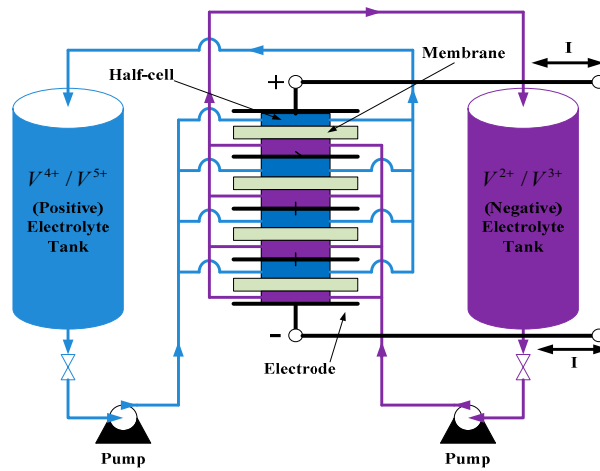 I
Membrane
Half-cell
+
V⁴⁺ / V⁵⁺
(Positive)
Electrolyte
Tank
V²⁺ / V³⁺
(Negative)
Electrolyte
Tank
-
I
Electrode
Pump
Pump